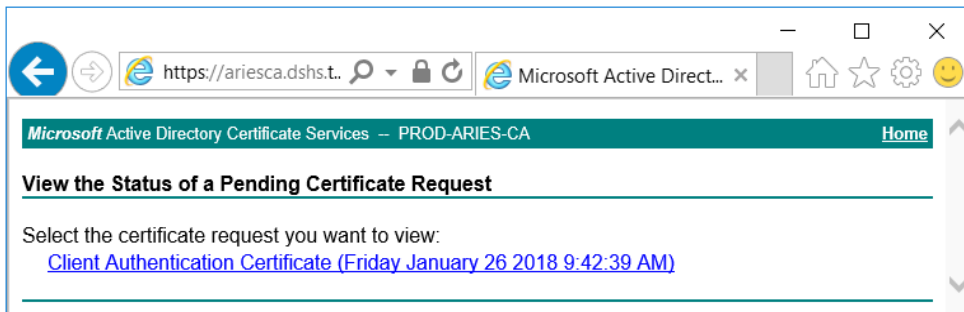 https://ariesca.dshs.t..
Microsoft Active Direct...
Microsoft Active Directory Certificate Services -- PROD-ARIES-CA Home
View the Status of a Pending Certificate Request
Select the certificate request you want to view:
Client Authentication Certificate (Friday January 26 2018 9:42:39 AM)